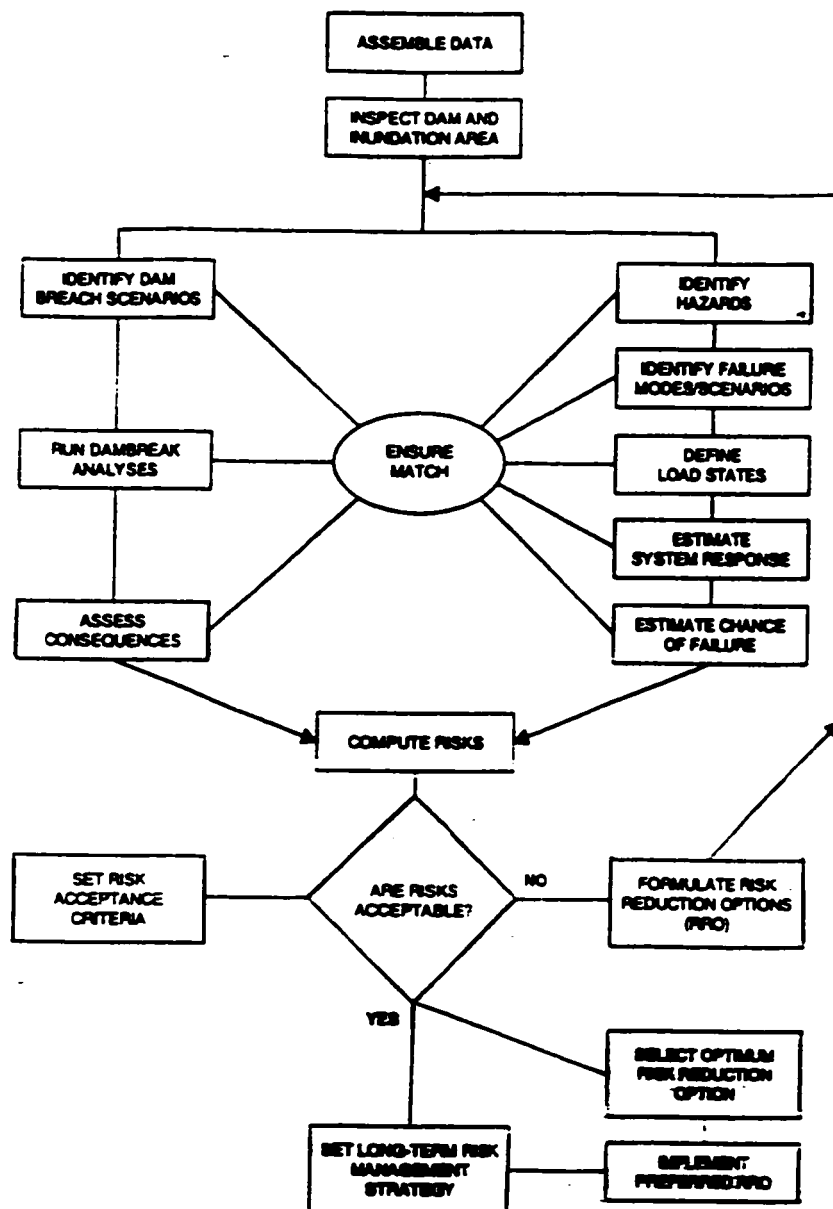 ASSEMBLE DATA
INSPECT DAM AND
INUNDATION AREA
IDENTIFY DAM
BREACH SCENARIOS
IDENTIFY
HAZARDS
IDENTIFY FAILURE
MODES/SCENARIOS
RUN DAMBREAK
ANALYSES
ENSURE
MATCH
DEFINE
LOAD STATES
ESTIMATE
SYSTEM RESPONSE
ASSESS
CONSEQUENCES
ESTIMATE CHANCE
OF FAILURE
COMPUTE RISKS
SET RISK
ACCEPTANCE
CRITERIA
ARE RISKS
ACCEPTABLE?
NO
FORMULATE RISK
REDUCTION OPTIONS
(RRO)
YES
SELECT OPTIMUM
RISK REDUCTION
OPTION
SET LONG-TERM RISK
MANAGEMENT
STRATEGY
IMPLEMENT
PREFERRED RRO